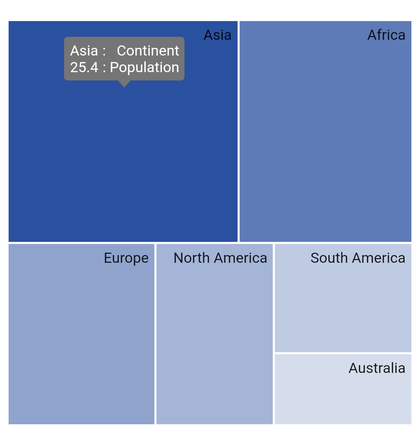 Asia
Africa
Asia :   Continent
25.4 : Population
Europe
North America
South America
Australia